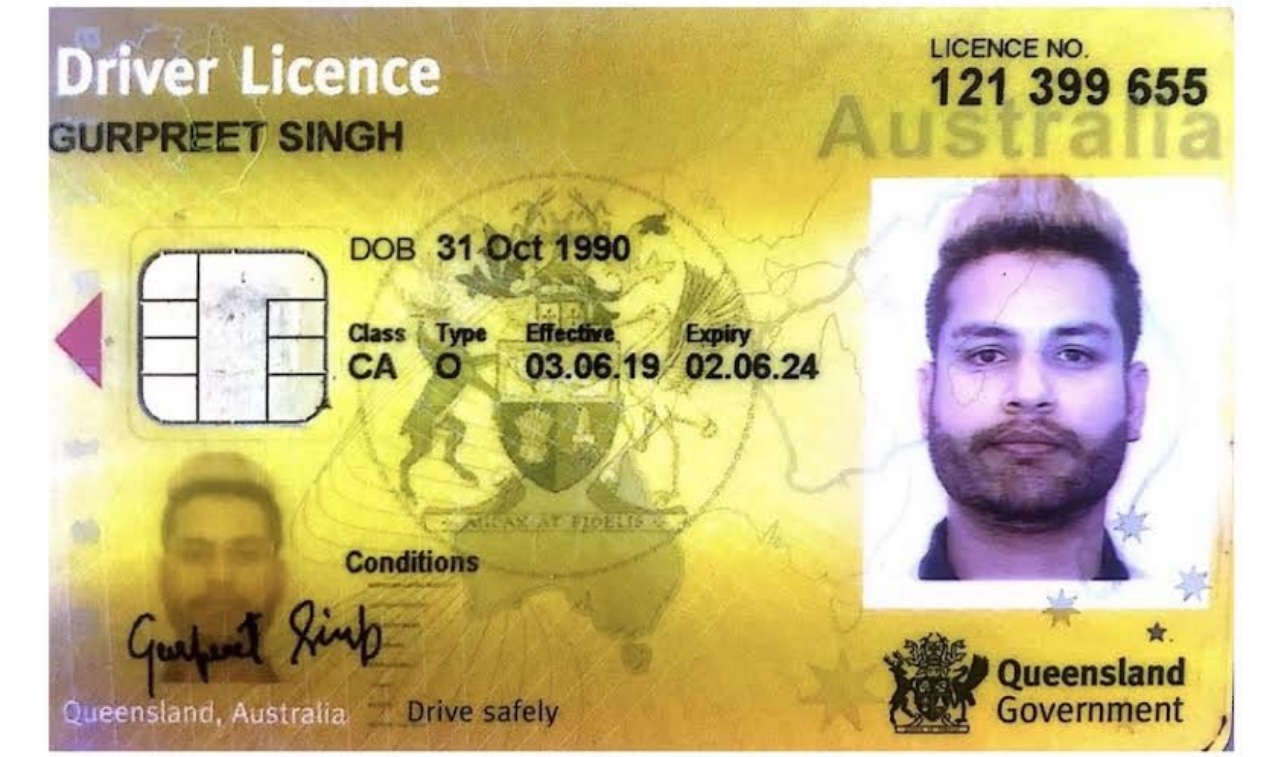 Driver Licence
GURPREET SINGH
LICENCE NO.
121 399 655
Australia
DOB 31 Oct 1990
Class Type Effective Expiry
CA O 03.06.19 02.06.24
AUDAX AT FIDELIS
Conditions
Gurpreet Singh
Queensland, Australia
Drive safely
Queensland
Government